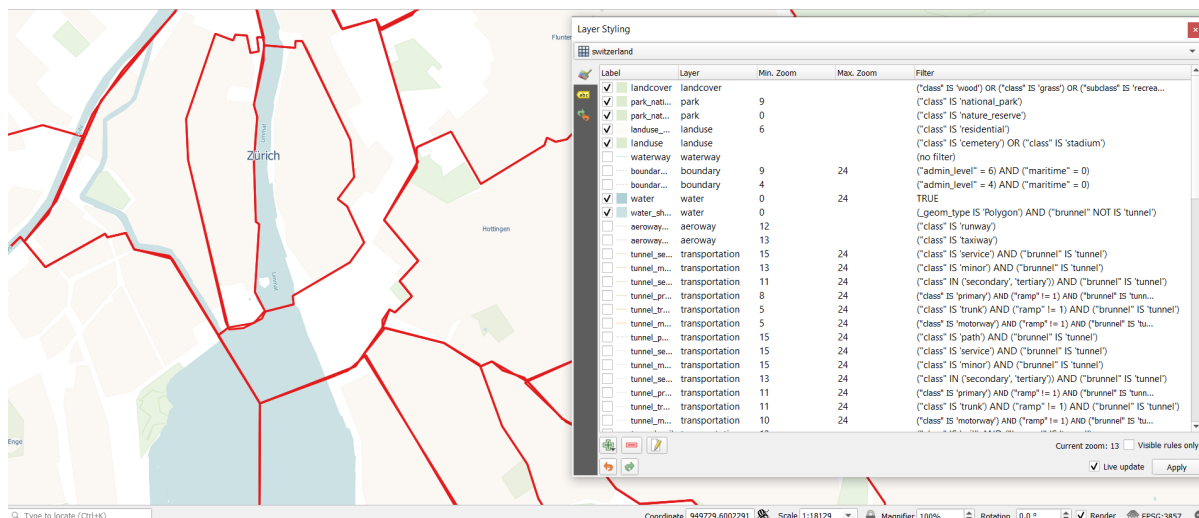 Layer Styling
switzerland
Label Layer Min. Zoom Max. Zoom Filter
landcover landcover ("class" IS 'wood') OR ("class" IS 'grass') OR ("subclass" IS 'recrea...
park_nati... park 9 ("class" IS 'national_park')
park_nat... park 0 ("class" IS 'nature_reserve')
landuse_... landuse 6 ("class" IS 'residential')
landuse landuse ("class" IS 'cemetery') OR ("class" IS 'stadium')
waterway waterway (no filter)
boundar... boundary 9 24 ("admin_level" = 6) AND ("maritime" = 0)
boundar... boundary 4 ("admin_level" = 4) AND ("maritime" = 0)
water water 0 24 TRUE
water_sh... water 0 (_geom_type IS 'Polygon') AND ("brunnel" NOT IS 'tunnel')
aeroway... aeroway 12 ("class" IS 'runway')
aeroway... aeroway 13 ("class" IS 'taxiway')
tunnel_se... transportation 15 24 ("class" IS 'service') AND ("brunnel" IS 'tunnel')
tunnel_m... transportation 13 24 ("class" IS 'minor') AND ("brunnel" IS 'tunnel')
tunnel_se... transportation 11 24 ("class" IN ('secondary', 'tertiary')) AND ("brunnel" IS 'tunnel')
tunnel_pr... transportation 8 24 ("class" IS 'primary') AND ("ramp" != 1) AND ("brunnel" IS 'tunn...
tunnel_tr... transportation 5 24 ("class" IS 'trunk') AND ("ramp" != 1) AND ("brunnel" IS 'tunnel')
tunnel_m... transportation 5 24 ("class" IS 'motorway') AND ("ramp" != 1) AND ("brunnel" IS 'tu...
tunnel_p... transportation 15 24 ("class" IS 'path') AND ("brunnel" IS 'tunnel')
tunnel_se... transportation 15 24 ("class" IS 'service') AND ("brunnel" IS 'tunnel')
tunnel_m... transportation 15 24 ("class" IS 'minor') AND ("brunnel" IS 'tunnel')
tunnel_se... transportation 13 24 ("class" IN ('secondary', 'tertiary')) AND ("brunnel" IS 'tunnel')
tunnel_pr... transportation 11 24 ("class" IS 'primary') AND ("ramp" != 1) AND ("brunnel" IS 'tunn...
tunnel_tr... transportation 11 24 ("class" IS 'trunk') AND ("ramp" != 1) AND ("brunnel" IS 'tunnel')
tunnel_m... transportation 10 24 ("class" IS 'motorway') AND ("ramp" != 1) AND ("brunnel" IS 'tu...
Current zoom: 13 Visible rules only
Live update Apply
Flunter
Limmat
Zürich
Hottingen
Limmat
Enge
Type to locate (Ctrl+K) Coordinate 949729,6002291 Scale 1:18129 Magnifier 100% Rotation 0.0 ° Render EPSG:3857